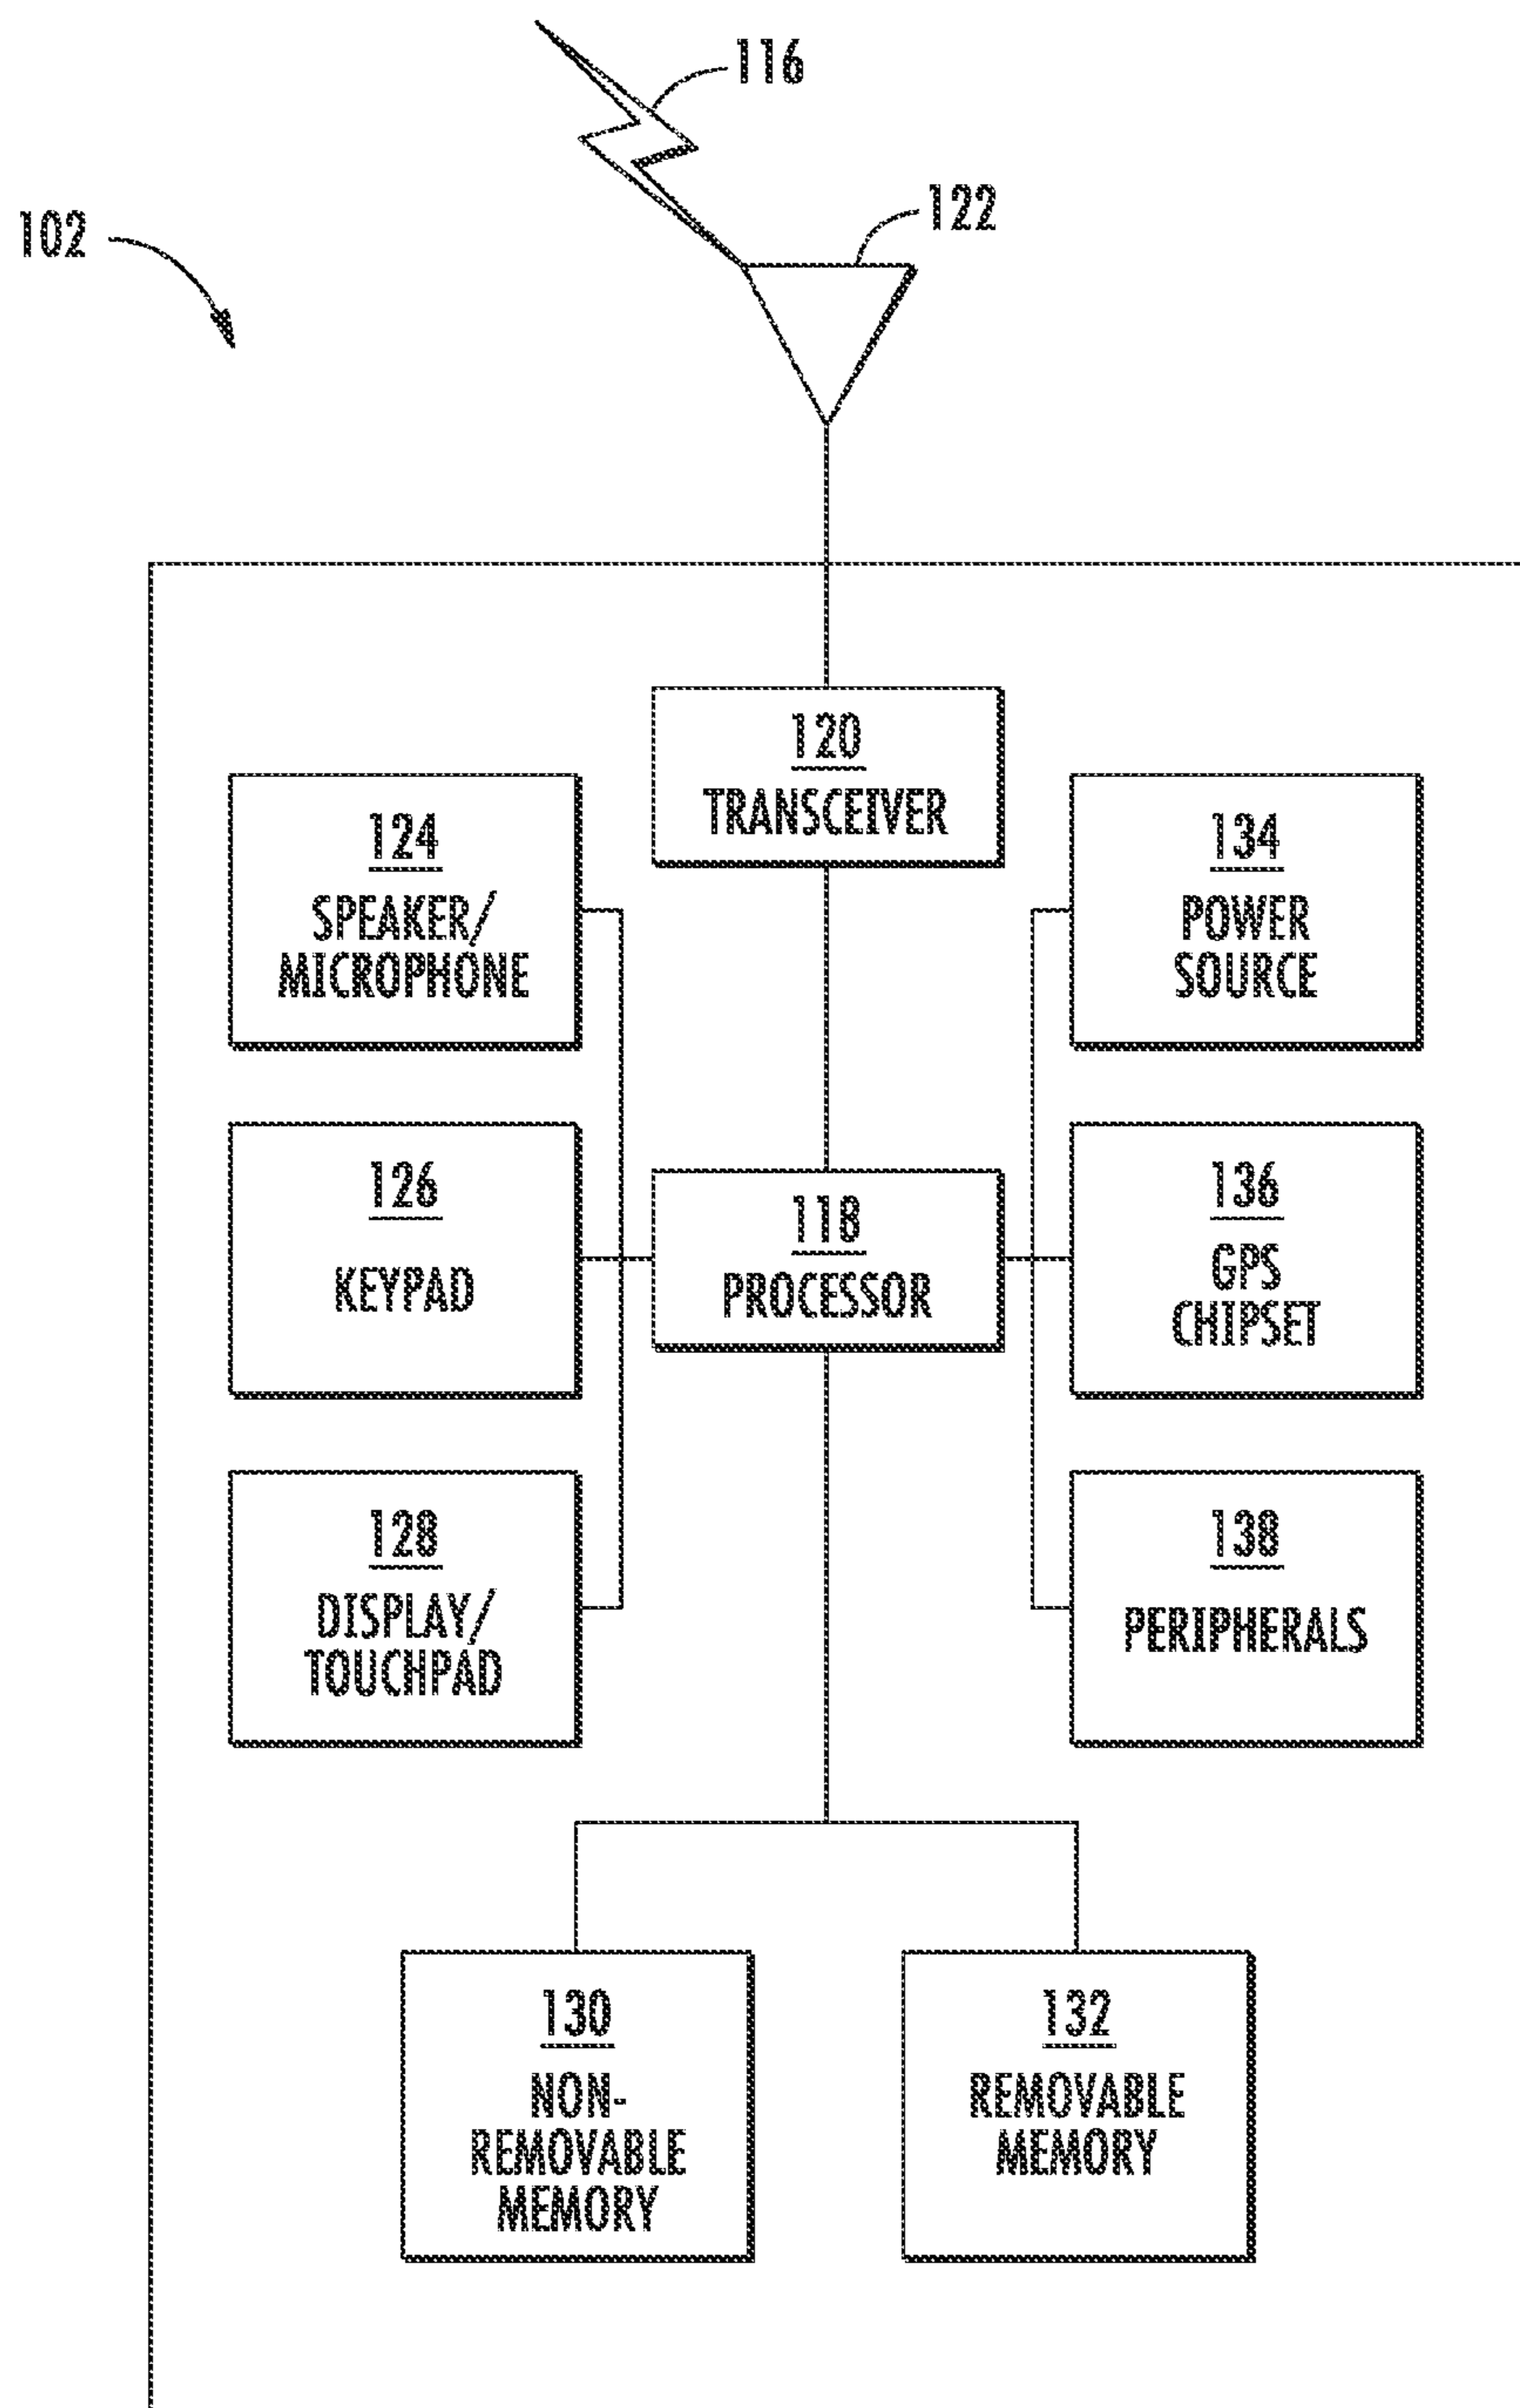 116
122
102
120
TRANSCEIVER
124
SPEAKER/
MICROPHONE
134
POWER
SOURCE
126
KEYPAD
118
PROCESSOR
136
GPS
CHIPSET
128
DISPLAY/
TOUCHPAD
138
PERIPHERALS
130
NON-
REMOVABLE
MEMORY
132
REMOVABLE
MEMORY